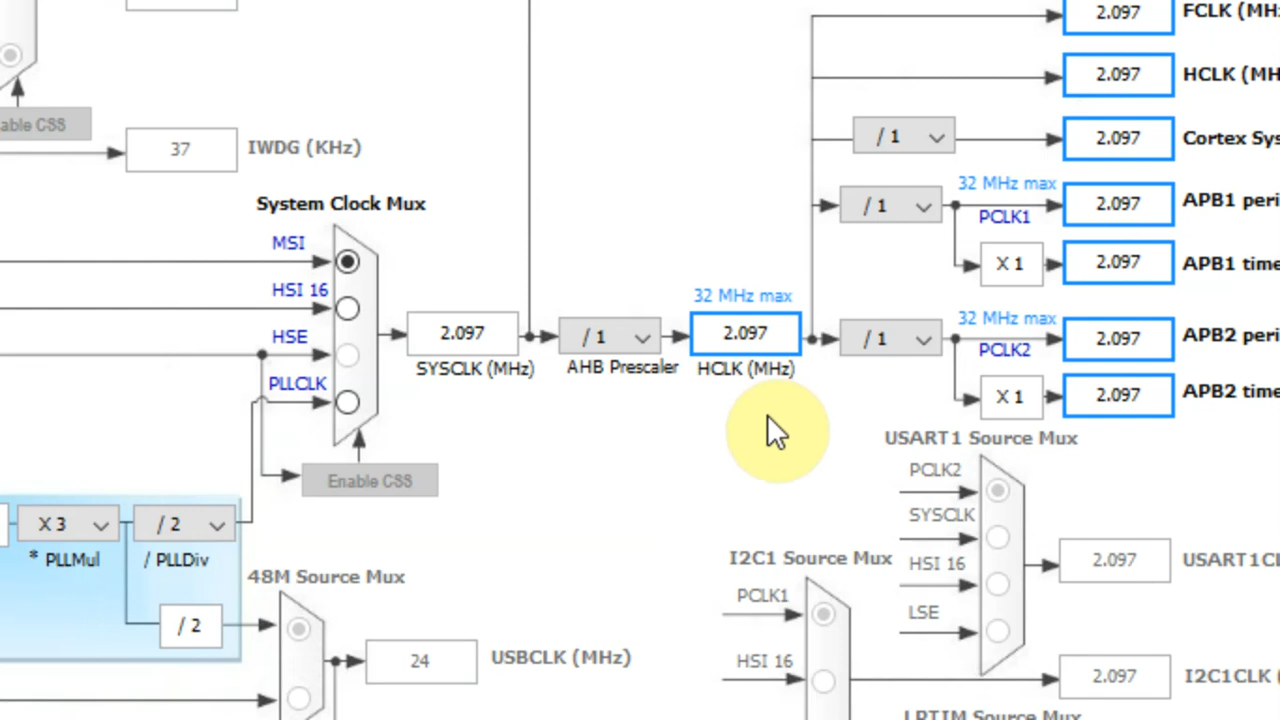 2.097
FCLK (MHz
2.097
HCLK (MH
able CSS
37
IWDG (KHz)
/ 1
2.097
Cortex Sys
System Clock Mux
32 MHz max
/ 1
PCLK1
2.097
APB1 peri
MSI
X 1
2.097
APB1 time
HSI 16
32 MHz max
HSE
2.097
SYSCLK (MHz)
/ 1
AHB Prescaler
2.097
HCLK (MHz)
32 MHz max
/ 1
PCLK2
2.097
APB2 peri
PLLCLK
X 1
2.097
APB2 time
Enable CSS
USART1 Source Mux
PCLK2
SYSCLK
HSI 16
LSE
2.097
USART1CL
X 3
* PLLMul
/ 2
/ PLLDiv
/ 2
48M Source Mux
24
USBCLK (MHz)
I2C1 Source Mux
PCLK1
HSI 16
2.097
I2C1CLK (
LPTIM Source Mux